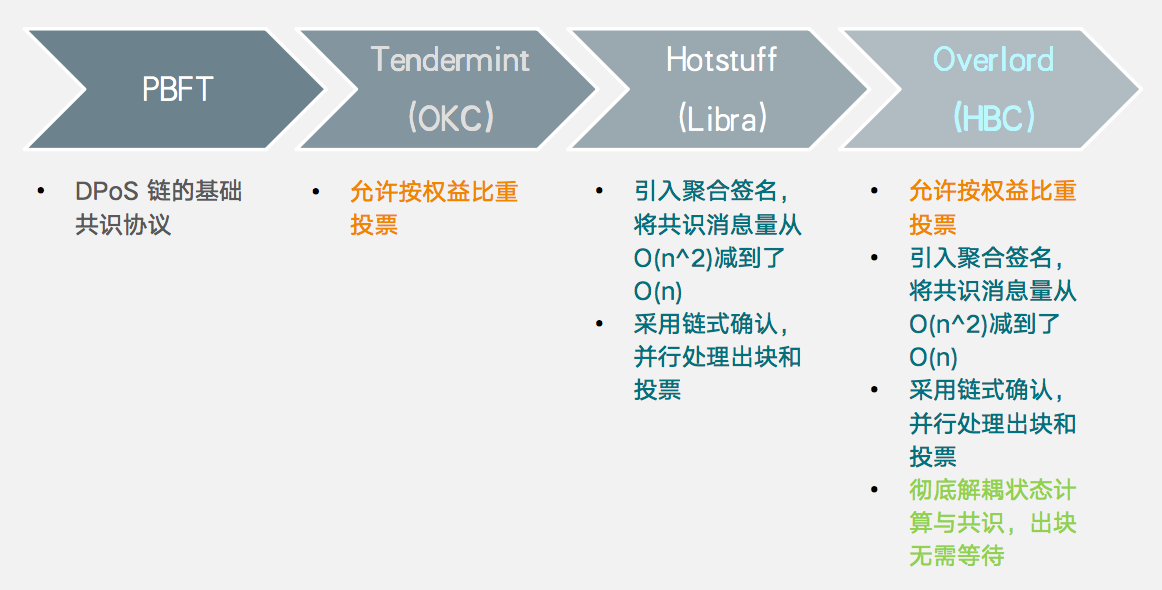 PBFT
Tendermint
(OKC)
Hotstuff
(Libra)
Overlord
(HBC)
• DPoS 链的基础
共识协议
• 允许按权益比重
投票
• 引入聚合签名，
将共识消息量从
O(n^2)减到了
O(n)
• 采用链式确认，
并行处理出块和
投票
• 允许按权益比重
投票
• 引入聚合签名，
将共识消息量从
O(n^2)减到了
O(n)
• 采用链式确认，
并行处理出块和
投票
• 彻底解耦状态计
算与共识，出块
无需等待